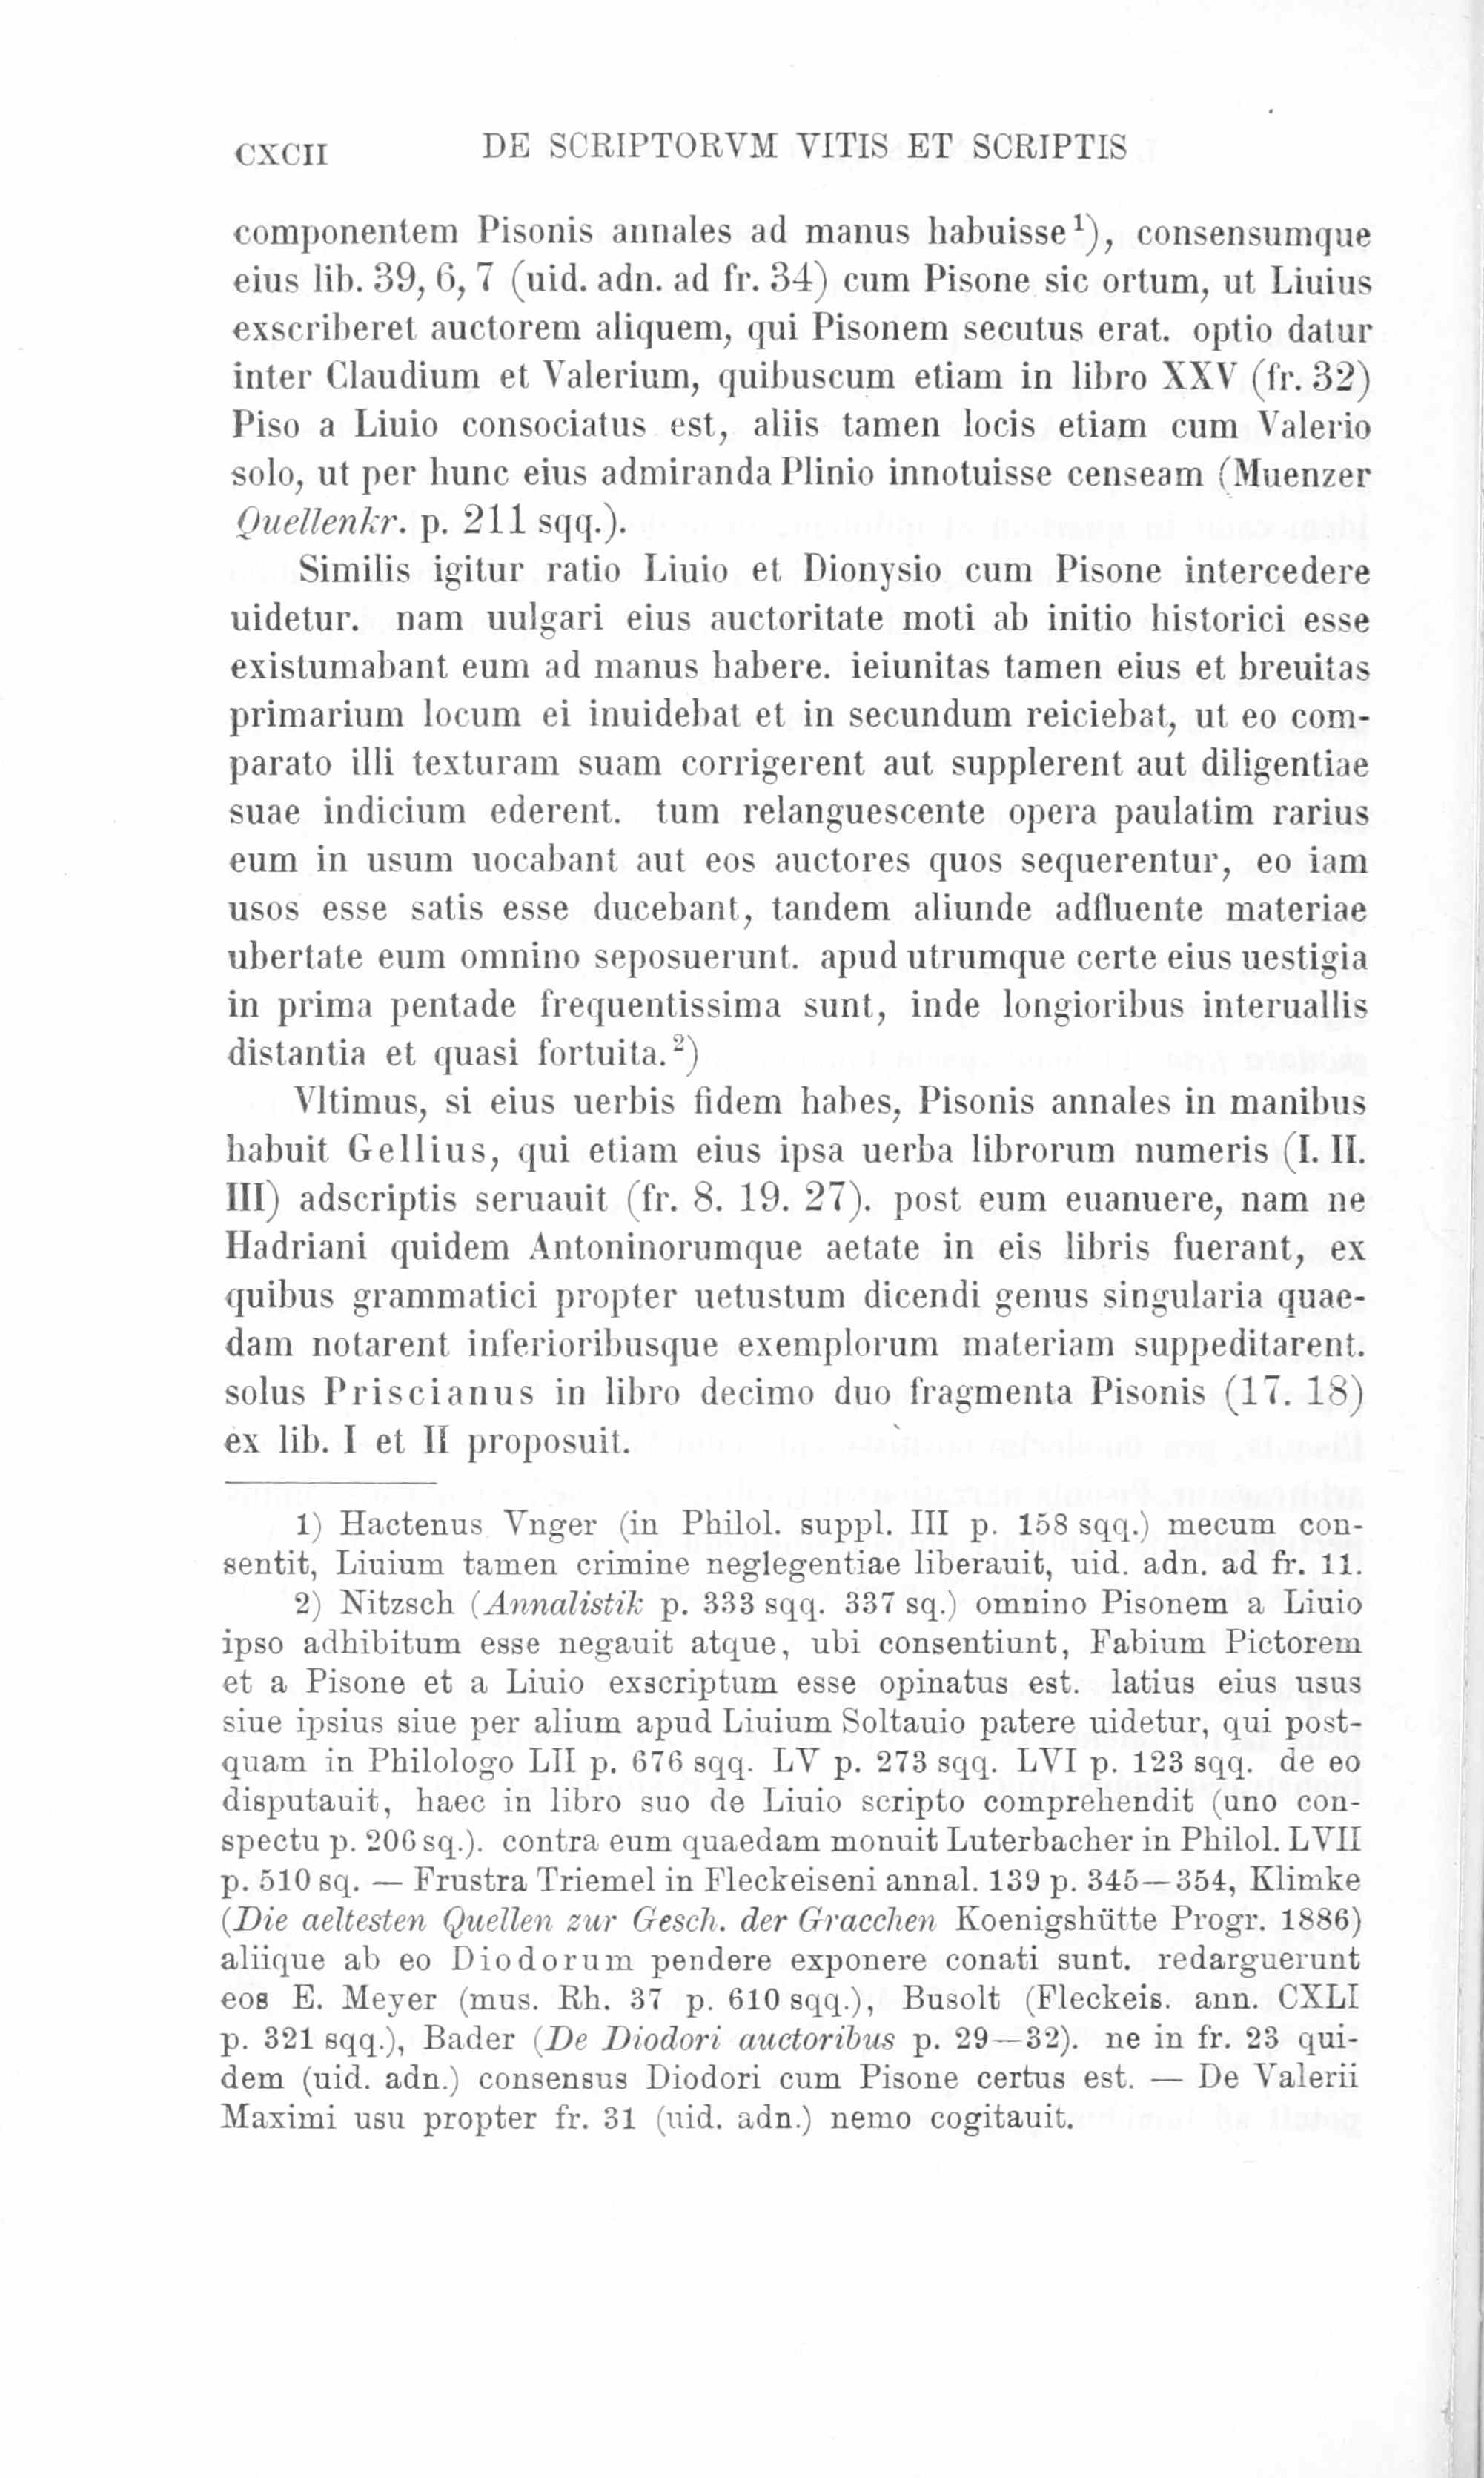 CXCII DE SCRIPTORVM VITIS ET SCRIPTIS
componentem Pisonis annales ad manus habuisse¹), consensumque
eius lib. 39, 6, 7 (uid. adn. ad fr. 34) cum Pisone sic ortum, ut Liuius
exscriberet auctorem aliquem, qui Pisonem secutus erat. optio datur
inter Claudium et Valerium, quibuscum etiam in libro XXV (fr. 32)
Piso a Liuio consociatus est, aliis tamen locis etiam cum Valerio
solo, ut per hunc eius admiranda Plinio innotuisse censeam (Muenzer
Quellenkr. p. 211 sqq.).
Similis igitur ratio Liuio et Dionysio cum Pisone intercedere
uidetur. nam uulgari eius auctoritate moti ab initio historici esse
existumabant eum ad manus habere. ieiunitas tamen eius et breuitas
primarium locum ei inuidebat et in secundum reiciebat, ut eo com-
parato illi texturam suam corrigerent aut supplerent aut diligentiae
suae indicium ederent. tum relanguescente opera paulatim rarius
eum in usum uocabant aut eos auctores quos sequerentur, eo iam
usos esse satis esse ducebant, tandem aliunde adfluente materiae
ubertate eum omnino seposuerunt. apud utrumque certe eius uestigia
in prima pentade frequentissima sunt, inde longioribus interuallis
distantia et quasi fortuita.²)
Vltimus, si eius uerbis fidem habes, Pisonis annales in manibus
habuit Gellius, qui etiam eius ipsa uerba librorum numeris (I. II.
III) adscriptis seruauit (fr. 8. 19. 27). post eum euanuere, nam ne
Hadriani quidem Antoninorumque aetate in eis libris fuerant, ex
quibus grammatici propter uetustum dicendi genus singularia quae-
dam notarent inferioribusque exemplorum materiam suppeditarent.
solus Priscianus in libro decimo duo fragmenta Pisonis (17. 18)
ex lib. I et II proposuit.
1) Hactenus Vnger (in Philol. suppl. III p. 158 sqq.) mecum con-
sentit, Liuium tamen crimine neglegentiae liberauit, uid. adn. ad fr. 11.
2) Nitzsch (Annalistik p. 333 sqq. 337 sq.) omnino Pisonem a Liuio
ipso adhibitum esse negauit atque, ubi consentiunt, Fabium Pictorem
et a Pisone et a Liuio exscriptum esse opinatus est. latius eius usus
siue ipsius siue per alium apud Liuium Soltauio patere uidetur, qui post-
quam in Philologo LII p. 676 sqq. LV p. 273 sqq. LVI p. 123 sqq. de eo
disputauit, haec in libro suo de Liuio scripto comprehendit (uno con-
spectu p. 206 sq.). contra eum quaedam monuit Luterbacher in Philol. LVII
p. 510 sq. — Frustra Triemel in Fleckeiseni annal. 139 p. 345—354, Klimke
(Die aeltesten Quellen zur Gesch. der Gracchen Koenigshütte Progr. 1886)
aliique ab eo Diodorum pendere exponere conati sunt. redarguerunt
eos E. Meyer (mus. Rh. 37 p. 610 sqq.), Busolt (Fleckeis. ann. CXLI
p. 321 sqq.), Bader (De Diodori auctoribus p. 29—32). ne in fr. 23 qui-
dem (uid. adn.) consensus Diodori cum Pisone certus est. — De Valerii
Maximi usu propter fr. 31 (uid. adn.) nemo cogitauit.